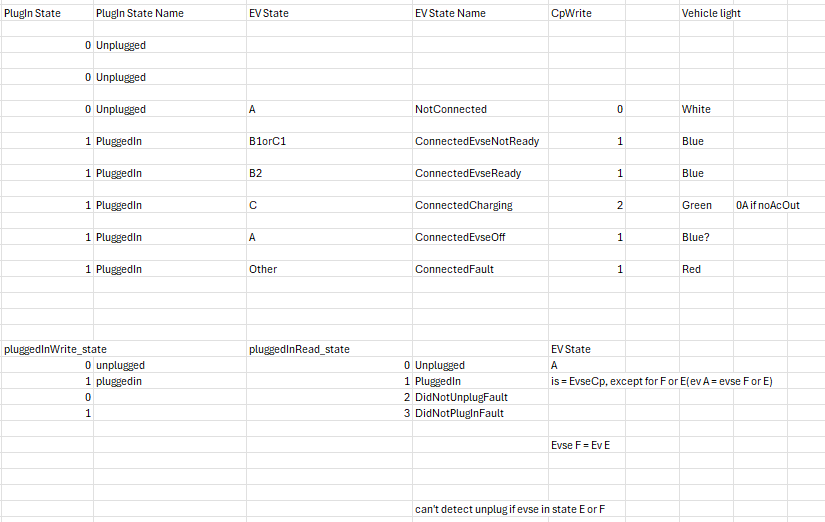 PlugIn State PlugIn State Name EV State EV State Name CpWrite Vehicle light
0 Unplugged
0 Unplugged
0 Unplugged A NotConnected 0 White
1 PluggedIn B1orC1 ConnectedEvseNotReady 1 Blue
1 PluggedIn B2 ConnectedEvseReady 1 Blue
1 PluggedIn C ConnectedCharging 2 Green 0A if noAcOut
1 PluggedIn A ConnectedEvseOff 1 Blue?
1 PluggedIn Other ConnectedFault 1 Red
pluggedInWrite_state pluggedInRead_state EV State
0 unplugged 0 Unplugged A
1 pluggedin 1 PluggedIn is = EvseCp, except for F or E(ev A = evse F or E)
0 2 DidNotUnplugFault
1 3 DidNotPlugInFault
Evse F = Ev E
can't detect unplug if evse in state E or F